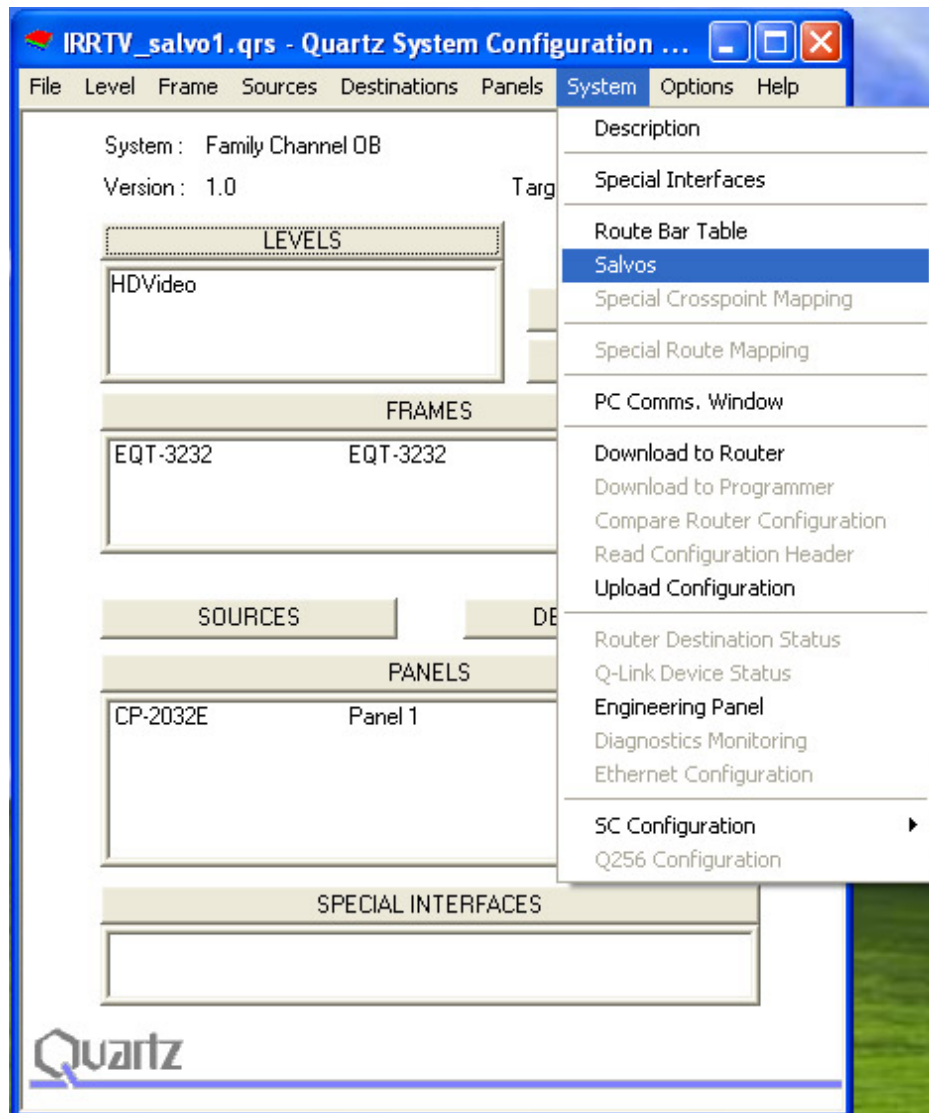 IRRTV_salvo1.qrs - Quartz System Configuration ...
File Level Frame Sources Destinations Panels System Options Help
Description
System : Family Channel OB
Special Interfaces
Version : 1.0 Targ
Route Bar Table
LEVELS
Salvos
HDVideo
Special Crosspoint Mapping
Special Route Mapping
PC Comms. Window
FRAMES
EQT-3232 EQT-3232
Download to Router
Download to Programmer
Compare Router Configuration
Read Configuration Header
Upload Configuration
SOURCES DE
Router Destination Status
Q-Link Device Status
PANELS
Engineering Panel
CP-2032E Panel 1
Diagnostics Monitoring
Ethernet Configuration
SC Configuration
Q256 Configuration
SPECIAL INTERFACES
Quartz